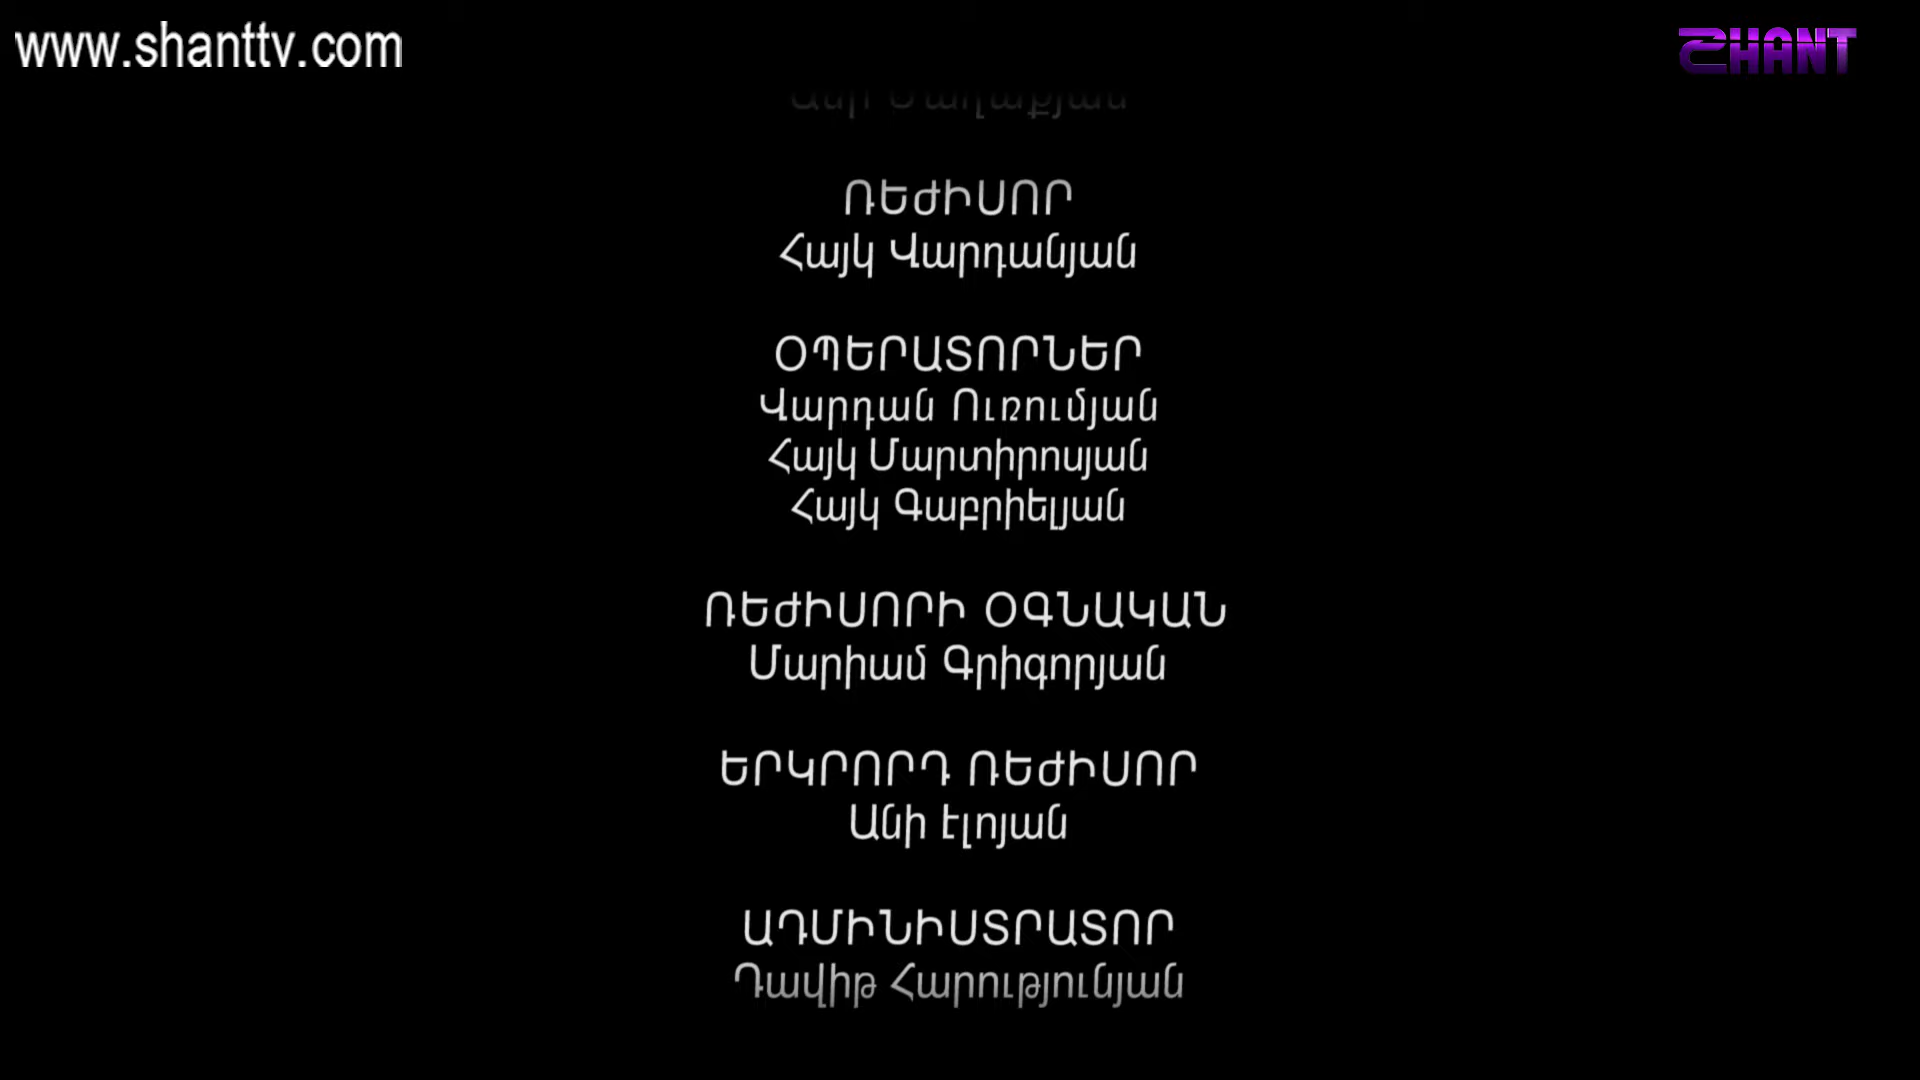 www.shanttv.com
SHANT
ՌԵԺԻՍՈՐ
Հայկ Վարդանյան
ՕՊԵՐԱՏՈՐՆԵՐ
Վարդան Ուռումյան
Հայկ Մարտիրոսյան
Հայկ Գաբրիելյան
ՌԵԺԻՍՈՐԻ ՕԳՆԱԿԱՆ
Մարիամ Գրիգորյան
ԵՐԿՐՈՐԴ ՌԵԺԻՍՈՐ
Անի Էլոյան
ԱԴՄԻՆԻՍՏՐԱՏՈՐ
Դավիթ Հարությունյան